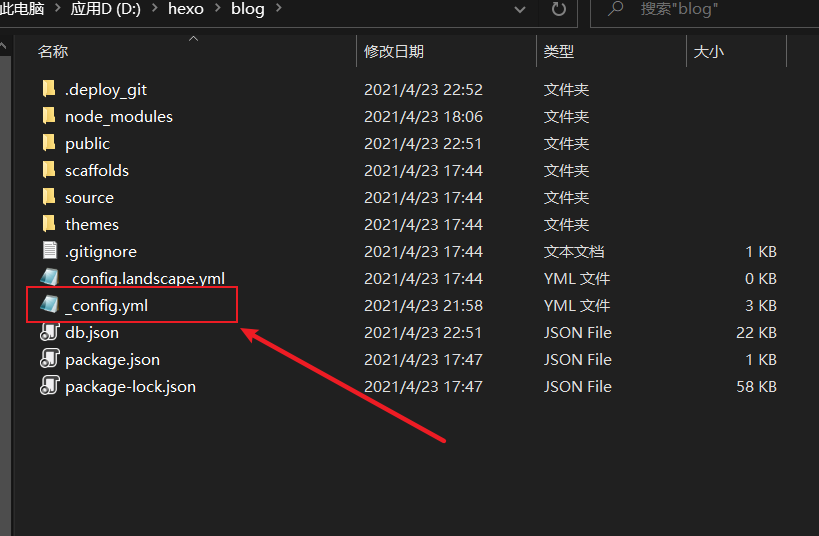 此电脑 > 应用D (D:) > hexo > blog >
搜索"blog"
名称 修改日期 类型 大小
.deploy_git 2021/4/23 22:52 文件夹
node_modules 2021/4/23 18:06 文件夹
public 2021/4/23 22:51 文件夹
scaffolds 2021/4/23 17:44 文件夹
source 2021/4/23 17:44 文件夹
themes 2021/4/23 17:44 文件夹
.gitignore 2021/4/23 17:44 文本文档 1 KB
_config.landscape.yml 2021/4/23 17:44 YML 文件 0 KB
_config.yml 2021/4/23 21:58 YML 文件 3 KB
db.json 2021/4/23 22:51 JSON File 22 KB
package.json 2021/4/23 17:47 JSON File 1 KB
package-lock.json 2021/4/23 17:47 JSON File 58 KB